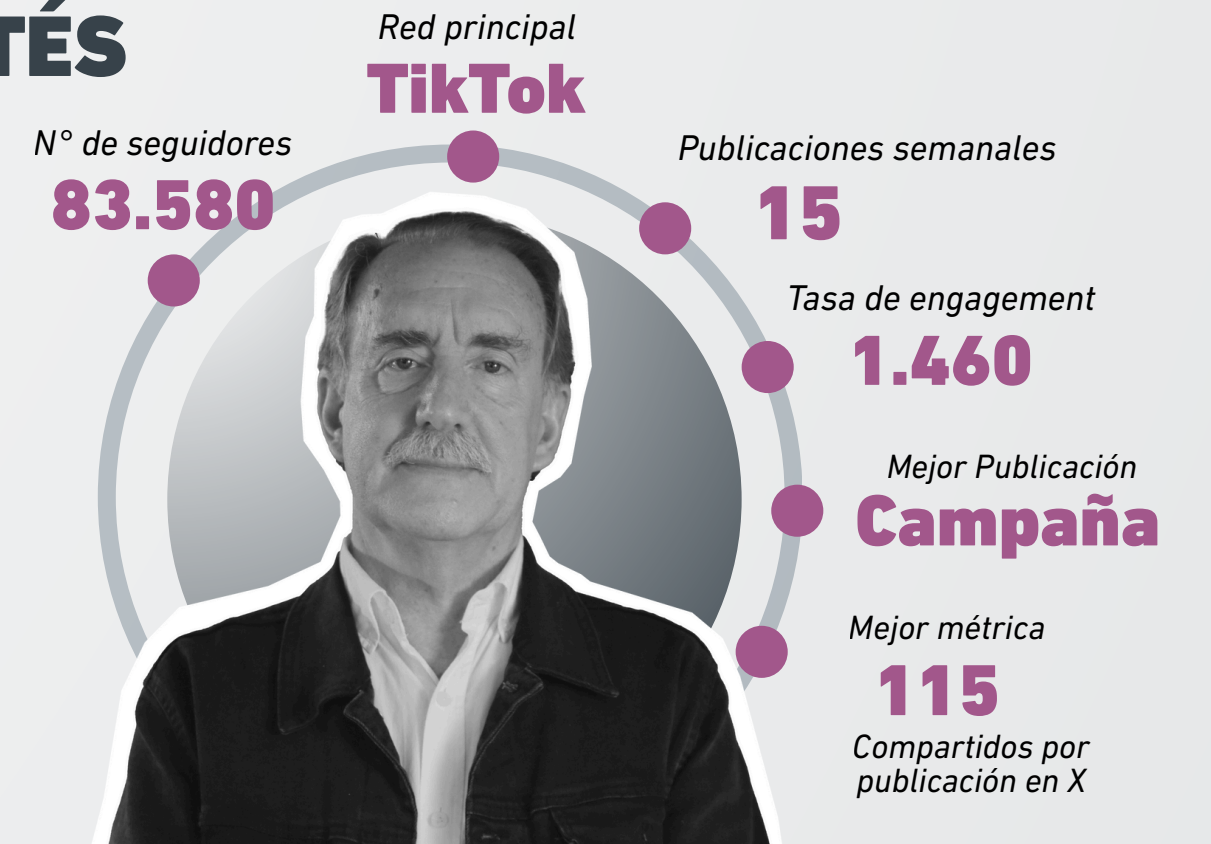 TÉS
Red principal
TikTok
N° de seguidores
83.580
Publicaciones semanales
15
Tasa de engagement
1.460
Mejor Publicación
Campaña
Mejor métrica
115
Compartidos por
publicación en X